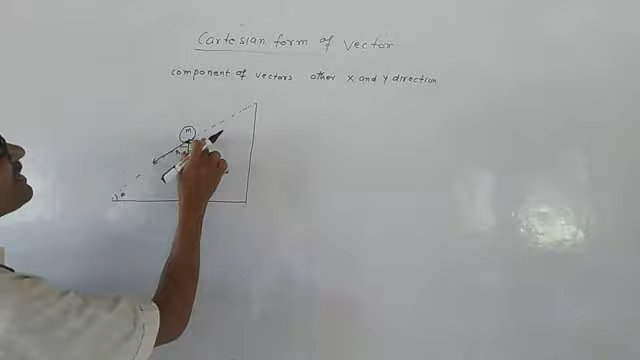 Cartesian form of vector
component of vectors other x and y direction
m
θ